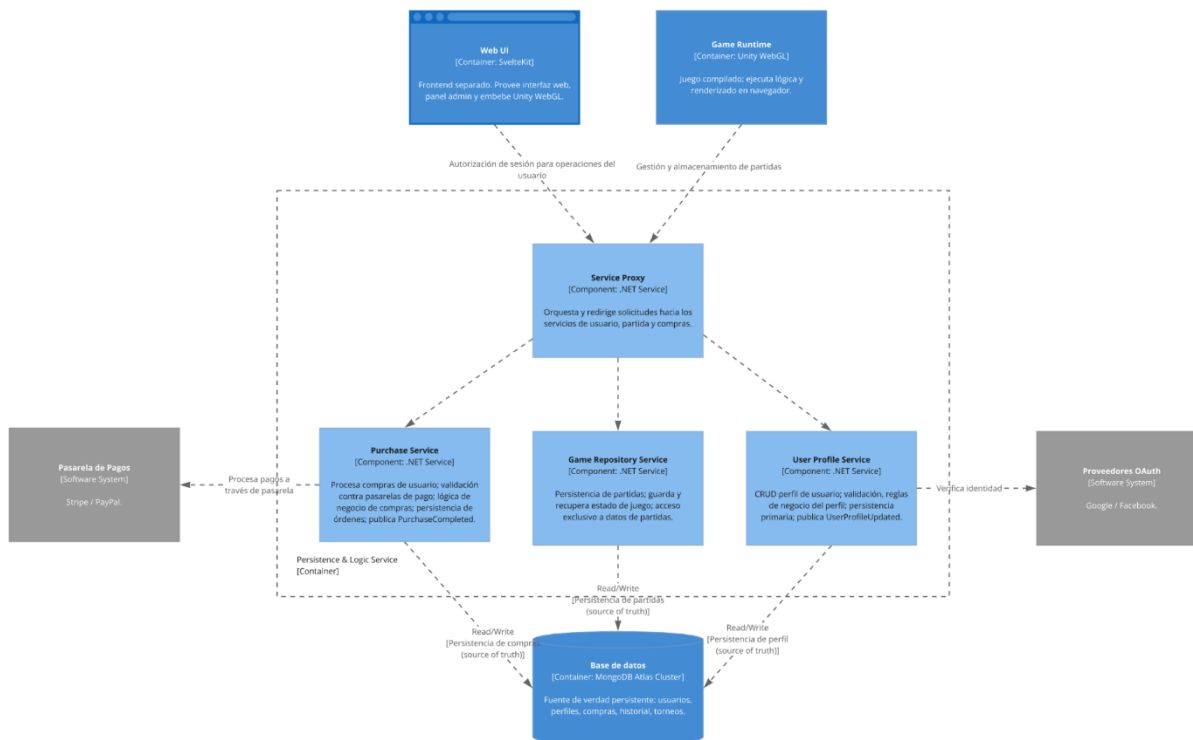 Web UI
[Container: SvelteKit]
Frontend separado. Provee interfaz web,
panel admin y embebe Unity WebGL.
Game Runtime
[Container: Unity WebGL]
Juego compilado; ejecuta lógica y
renderizado en navegador.
Autorización de sesión para operaciones del
usuario
Gestión y almacenamiento de partidas
Service Proxy
[Component: .NET Service]
Orquesta y redirige solicitudes hacia los
servicios de usuario, partida y compras.
Pasarela de Pagos
[Software System]
Stripe / PayPal.
Procesa pagos a
través de pasarela
Purchase Service
[Component: .NET Service]
Procesa compras de usuario; validación
contra pasarelas de pago; lógica de
negocio de compras; persistencia de
órdenes; publica PurchaseCompleted.
Game Repository Service
[Component: .NET Service]
Persistencia de partidas; guarda y
recupera estado de juego; acceso
exclusivo a datos de partidas.
User Profile Service
[Component: .NET Service]
CRUD perfil de usuario; validación, reglas
de negocio del perfil; persistencia
primaria; publica UserProfileUpdated.
Verifica identidad
Proveedores OAuth
[Software System]
Google / Facebook.
Persistence & Logic Service
[Container]
Read/Write
[Persistencia de partidas
(source of truth)]
Read/Write
[Persistencia de compras
(source of truth)]
Read/Write
[Persistencia de perfil
(source of truth)]
Base de datos
[Container: MongoDB Atlas Cluster]
Fuente de verdad persistente: usuarios,
perfiles, compras, historial, torneos.